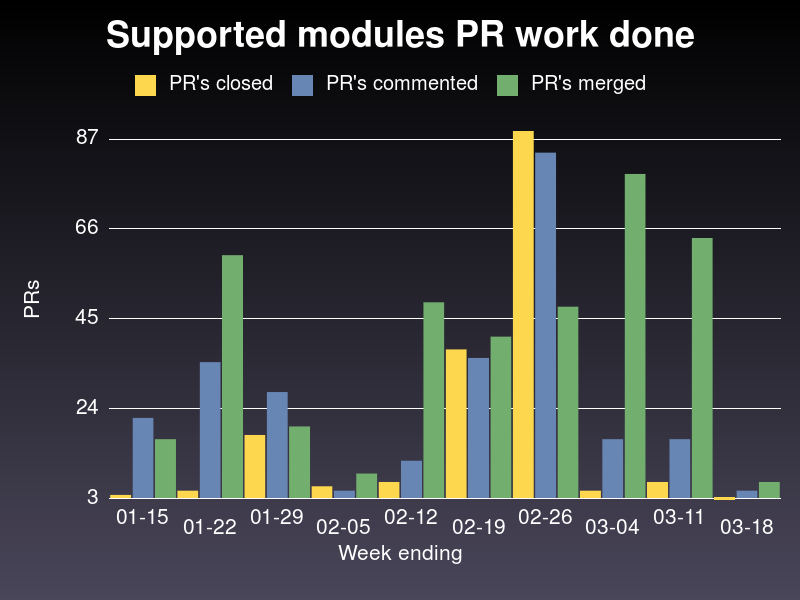 Supported modules PR work done
PR's closed PR's commented PR's merged
87
66
45
24
3
PRs
01-15 01-22 01-29 02-05 02-12 02-19 02-26 03-04 03-11 03-18
Week ending